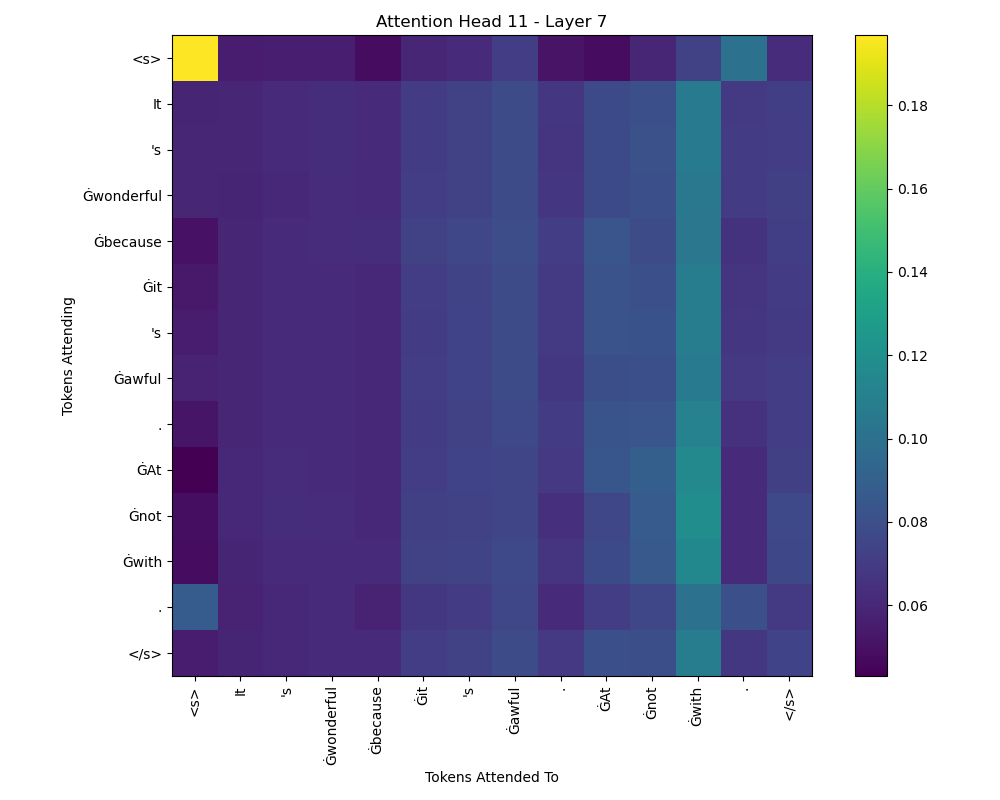 Attention Head 11 - Layer 7
<s>
It
's
Ġwonderful
Ġbecause
Ġit
's
Ġawful
.
ĠAt
Ġnot
Ġwith
.
</s>
Tokens Attending
<s>
It
's
Ġwonderful
Ġbecause
Ġit
's
Ġawful
.
ĠAt
Ġnot
Ġwith
.
</s>
Tokens Attended To
0.18
0.16
0.14
0.12
0.10
0.08
0.06